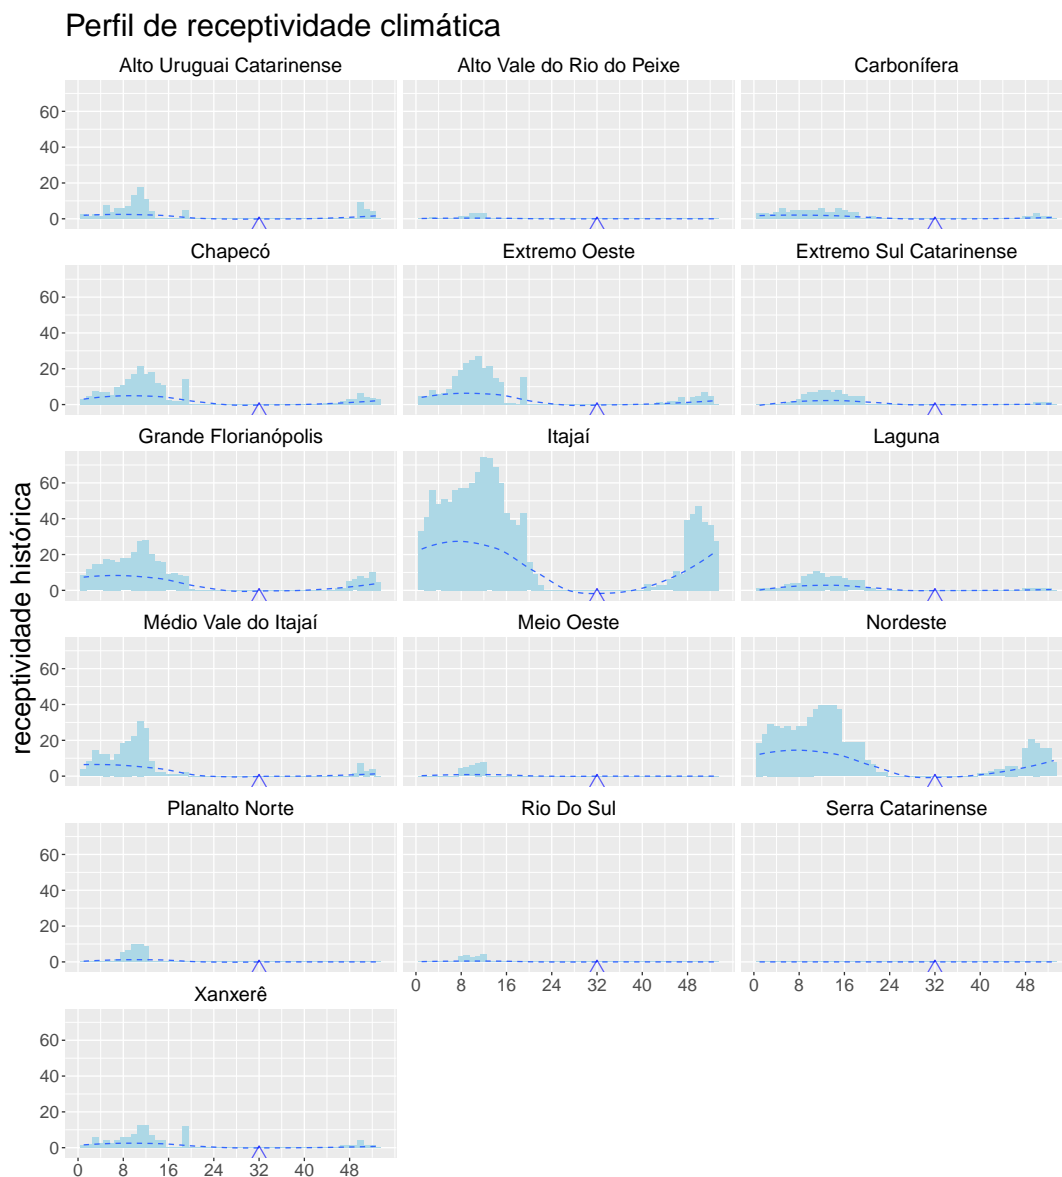 Perfil de receptividade climática
Alto Uruguai Catarinense
Alto Vale do Rio do Peixe
Carbonífera
60
40
20
0
Chapecó
Extremo Oeste
Extremo Sul Catarinense
60
40
20
0
Grande Florianópolis
Itajaí
Laguna
60
40
20
0
receptividade histórica
Médio Vale do Itajaí
Meio Oeste
Nordeste
60
40
20
0
Planalto Norte
Rio Do Sul
Serra Catarinense
60
40
20
0
0 8 16 24 32 40 48
0 8 16 24 32 40 48
Xanxerê
60
40
20
0
0 8 16 24 32 40 48